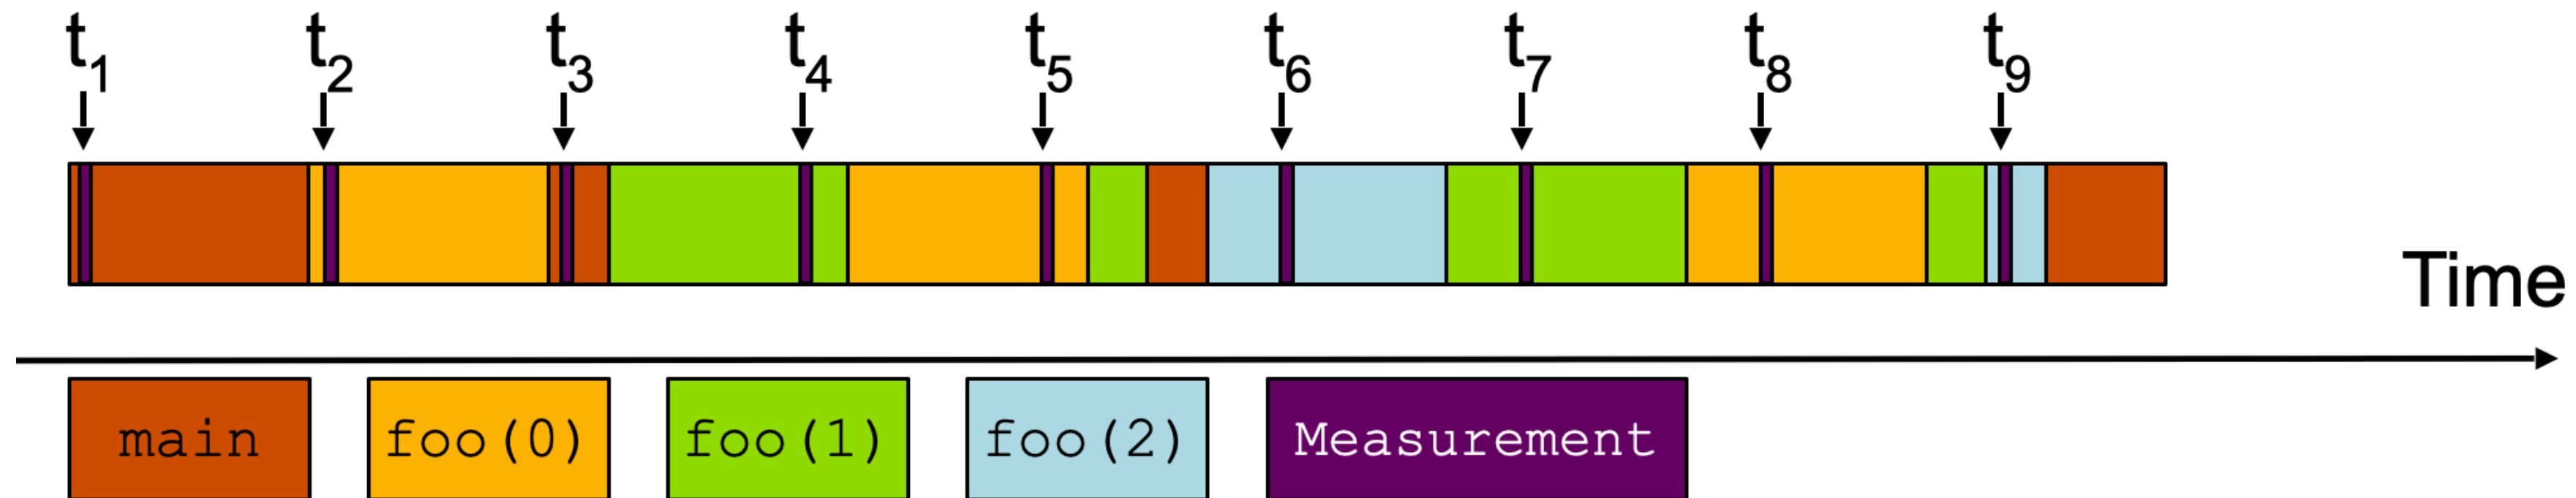 t1 t2 t3 t4 t5 t6 t7 t8 t9
Time
main foo(0) foo(1) foo(2) Measurement